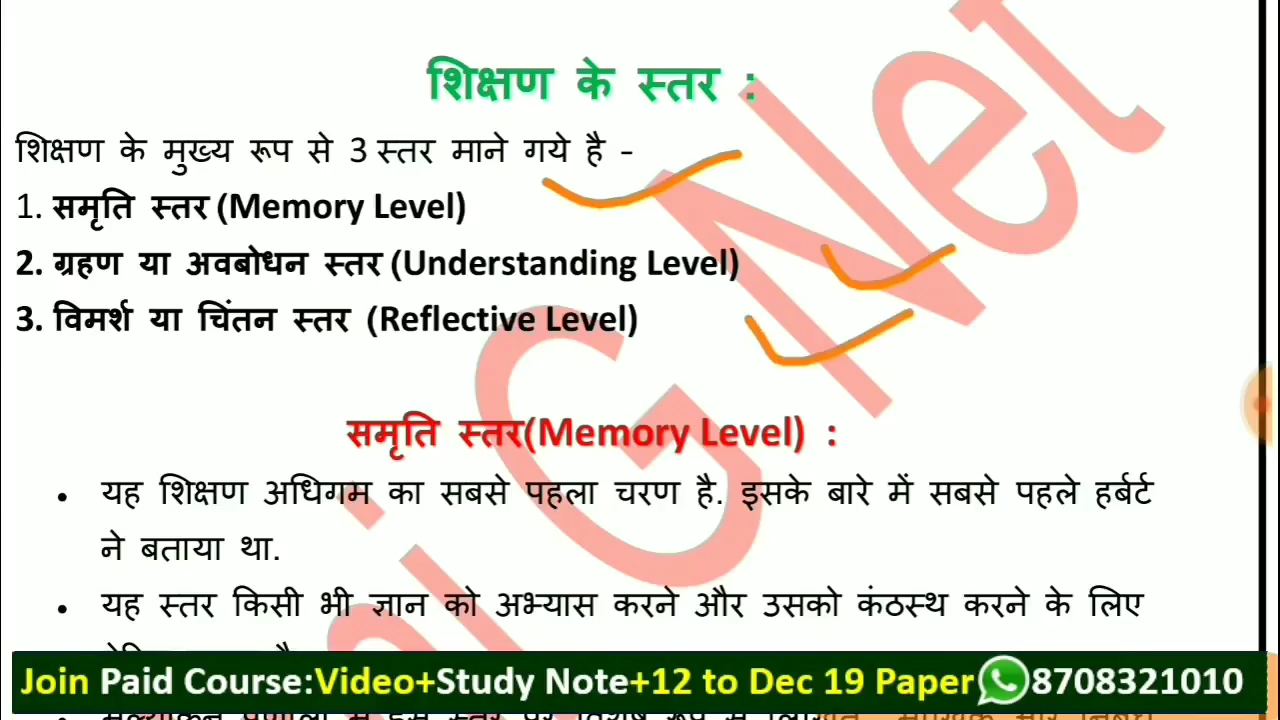 शिक्षण के स्तर :
शिक्षण के मुख्य रूप से 3 स्तर माने गये है -
1. समृति स्तर (Memory Level)
2. ग्रहण या अवबोधन स्तर (Understanding Level)
3. विमर्श या चिंतन स्तर (Reflective Level)
समृति स्तर(Memory Level) :
• यह शिक्षण अधिगम का सबसे पहला चरण है. इसके बारे में सबसे पहले हर्बर्ट
ने बताया था.
• यह स्तर किसी भी ज्ञान को अभ्यास करने और उसको कंठस्थ करने के लिए
Join Paid Course:Video+Study Note+12 to Dec 19 Paper 8708321010
i G Net